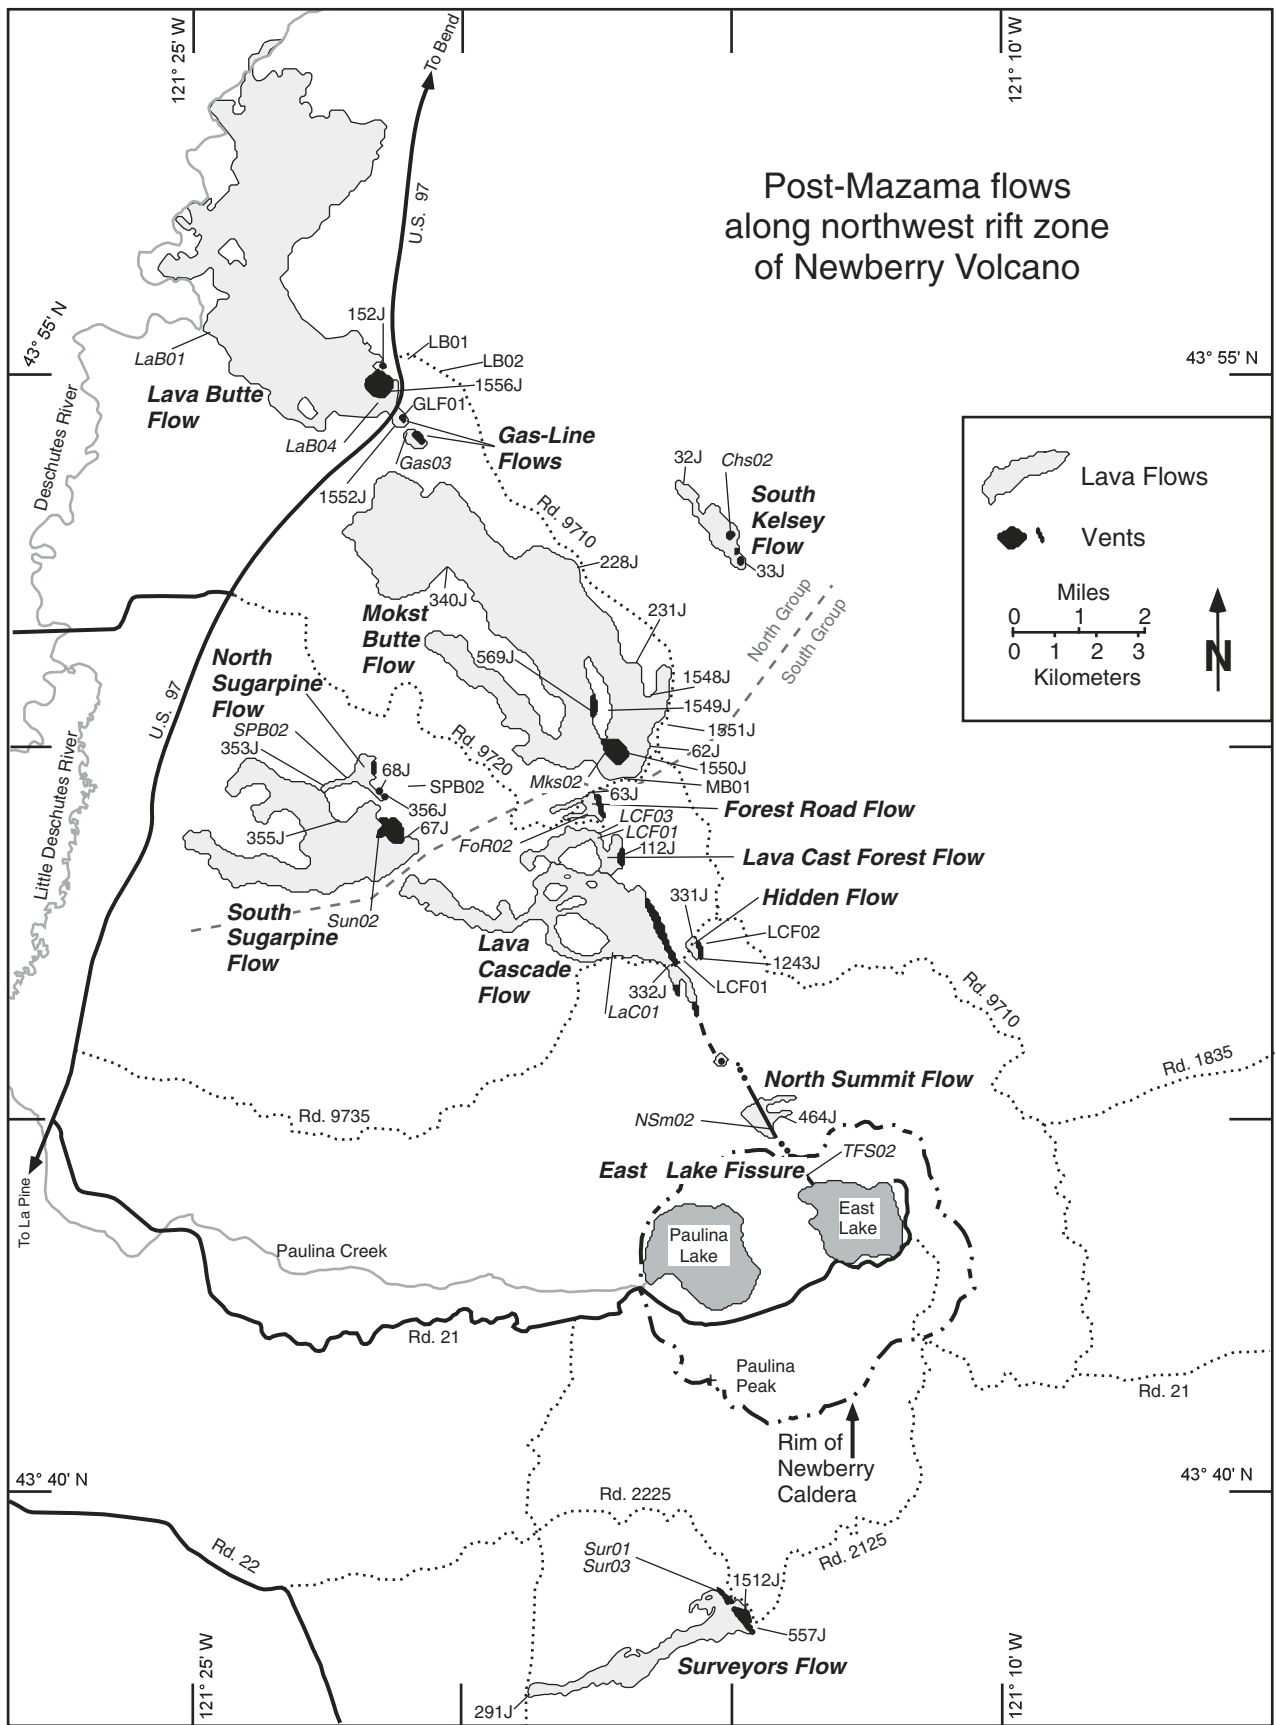 121° 25' W
To Bend
121° 10' W
Post-Mazama flows
along northwest rift zone
of Newberry Volcano
U.S. 97
43° 55' N
152J
LB01
LB02
LaB01
43° 55' N
1556J
Lava Butte
Flow
GLF01
Deschutes River
LaB04
Gas-Line
Flows
Gas03
1552J
32J
Chs02
South
Kelsey
Flow
33J
Lava Flows
Vents
Miles
0 1 2
0 1 2 3
Kilometers
N
Rd. 9710
228J
340J
Mokst
Butte
Flow
231J
North Group
South Group
569J
1548J
1549J
1551J
62J
1550J
MB01
North
Sugarpine
Flow
U.S. 97
SPB02
353J
Rd. 9720
68J
SPB02
356J
67J
355J
Mks02
63J
Forest Road Flow
LCF03
LCF01
FoR02
112J
Lava Cast Forest Flow
Little Deschutes River
331J
Hidden Flow
South
Sugarpine
Flow
Sun02
Lava
Cascade
Flow
LCF02
1243J
332J
LCF01
LaC01
Rd. 9710
Rd. 1835
North Summit Flow
Rd. 9735
NSm02
464J
TFS02
East Lake Fissure
To La Pine
East
Lake
Paulina
Lake
Paulina Creek
Rd. 21
Paulina
Peak
Rd. 21
Rim of
Newberry
Caldera
43° 40' N
43° 40' N
Rd. 2225
Rd. 22
Rd. 2125
Sur01
Sur03
1512J
557J
Surveyors Flow
291J
121° 25' W
121° 10' W